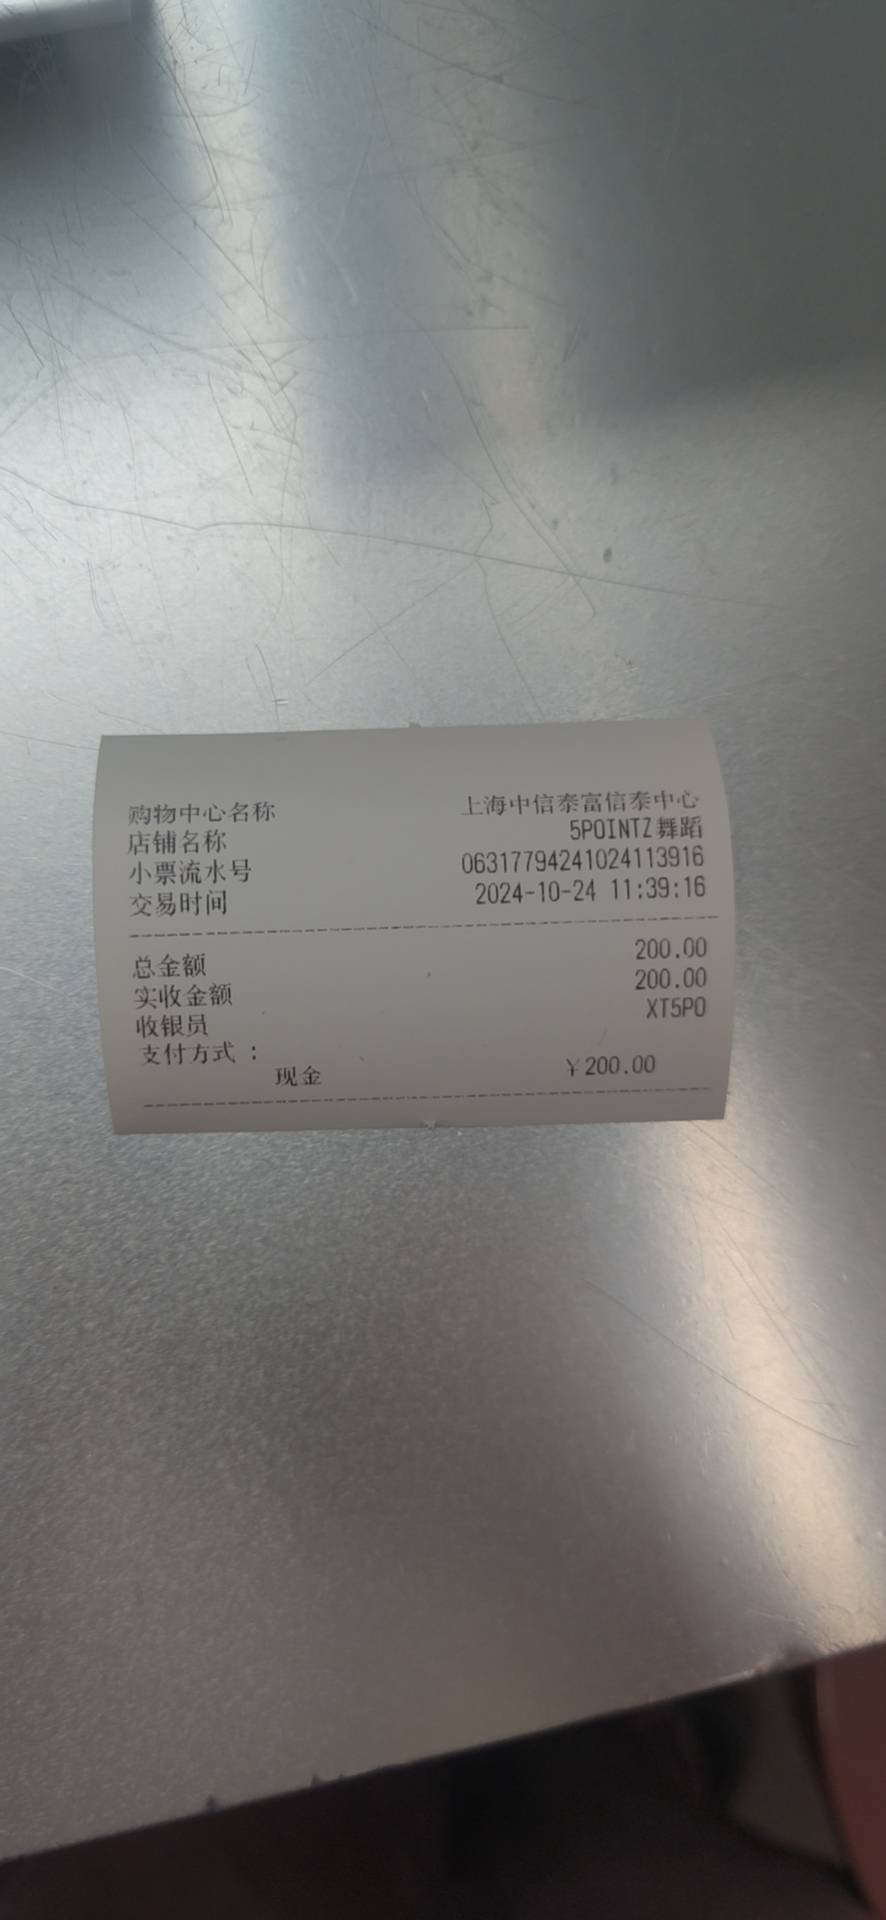 购物中心名称 上海中信泰富信泰中心
店铺名称 5POINTZ舞蹈
小票流水号 06317794241024113916
交易时间 2024-10-24 11:39:16
总金额 200.00
实收金额 200.00
收银员 XT5PO
支付方式：
现金 ￥200.00